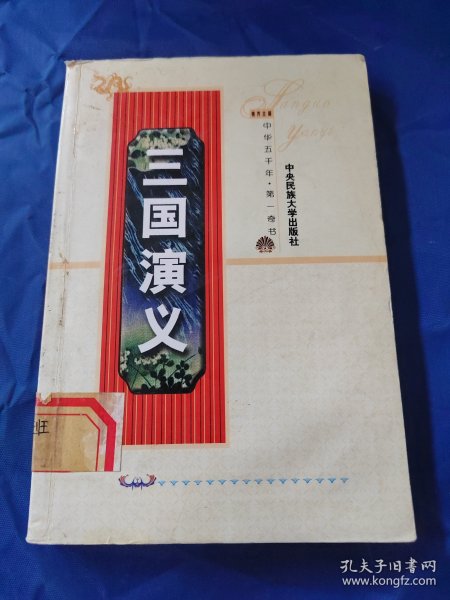 三国演义
Sanguo
Yanyi
中华五千年·第一奇书
中央民族大学出版社
班
孔夫子旧书网
www.kongfz.com